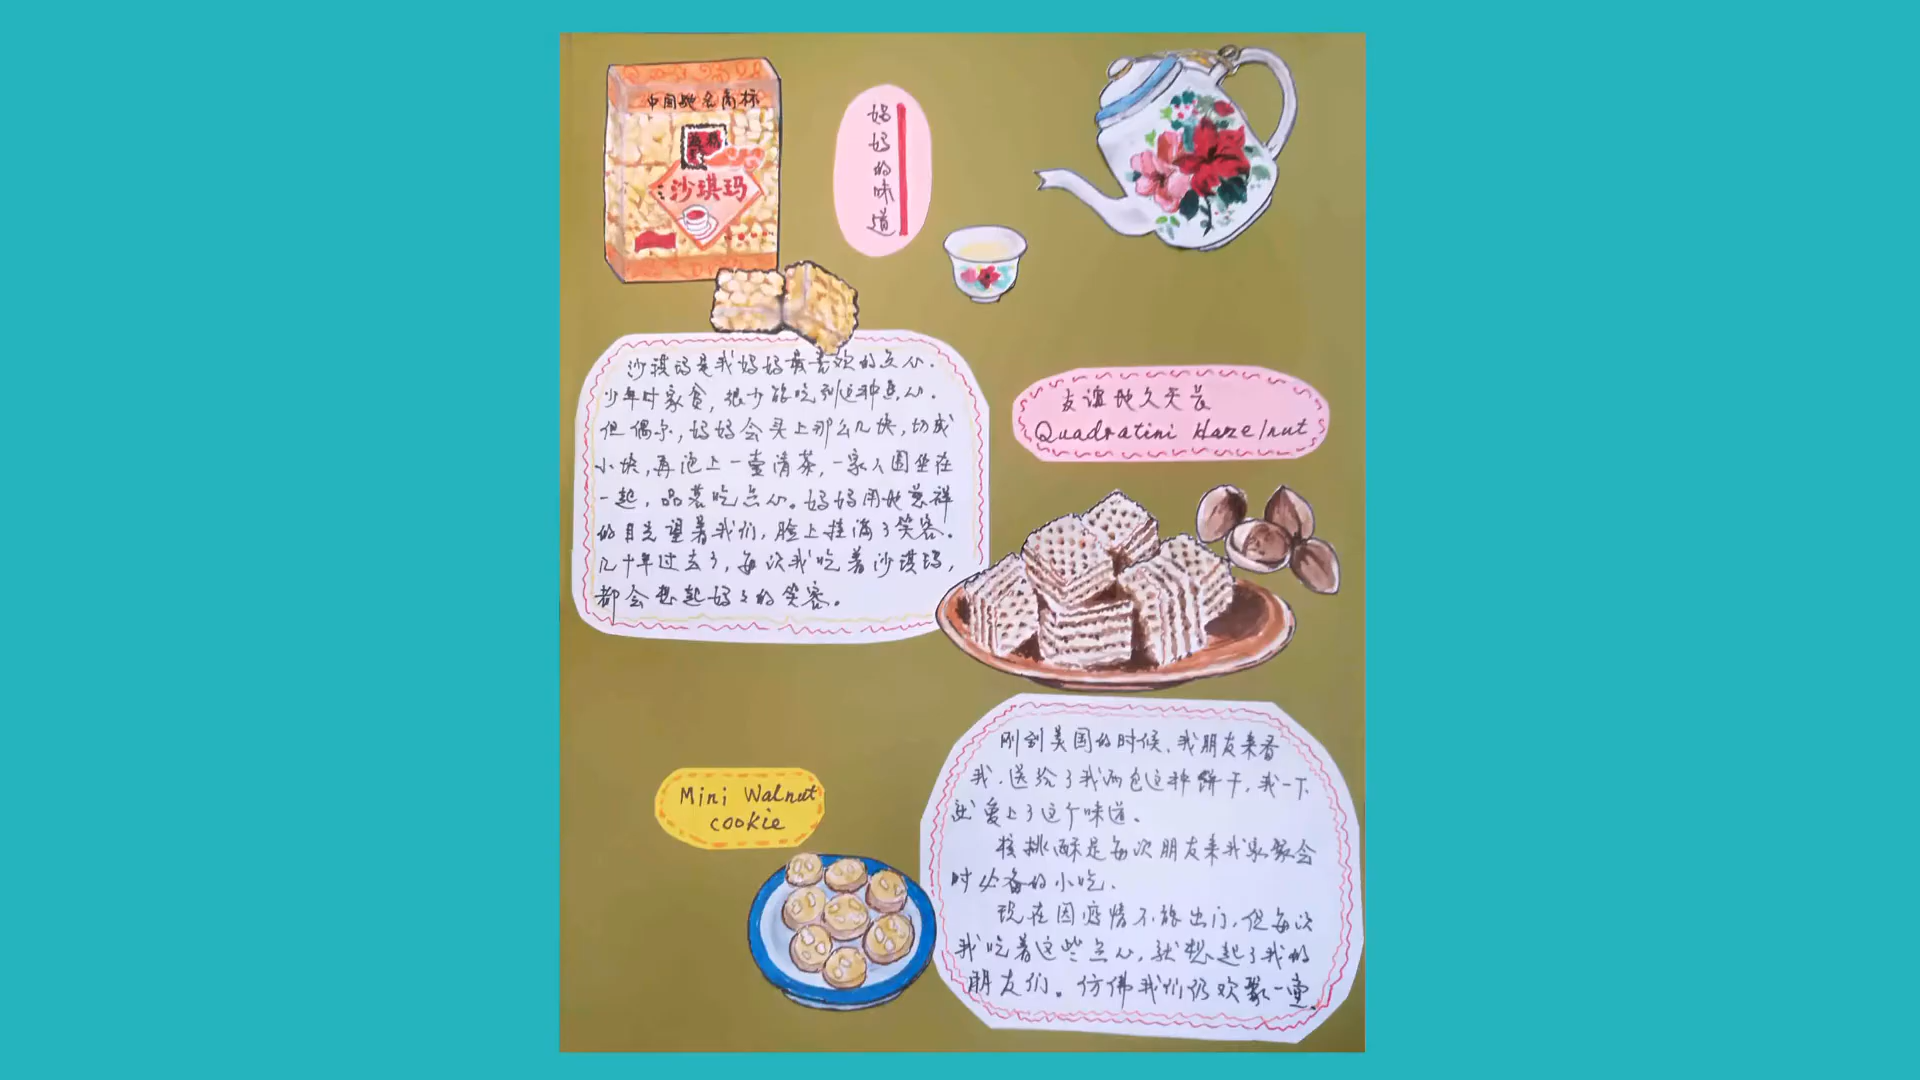 中国驰名商标
沙琪玛
妈妈的味道
沙琪玛是我妈妈最喜欢的点心.
少年时家贫,很少能吃到这种点心.
但偶尔,妈妈会买上那么几块,切成
小块,再泡上一壶清茶,一家人围坐在
一起,品茗吃点心。妈妈用她慈祥
的目光望着我们,脸上挂满了笑容.
几十年过去了,每次我吃着沙琪玛,
都会想起妈々的笑容。
友谊地久天长
Quadratini Hazelnut
刚到美国的时候,我朋友来看
我.送给了我两包这种饼干,我一下
就爱上了这个味道。
核桃酥是每次朋友来我家聚会
时必备的小吃.
现在因疫情不能出门,但每次
我吃着这些点心,就想起了我的
朋友们。仿佛我们仍欢聚一堂.
Mini Walnut
cookie